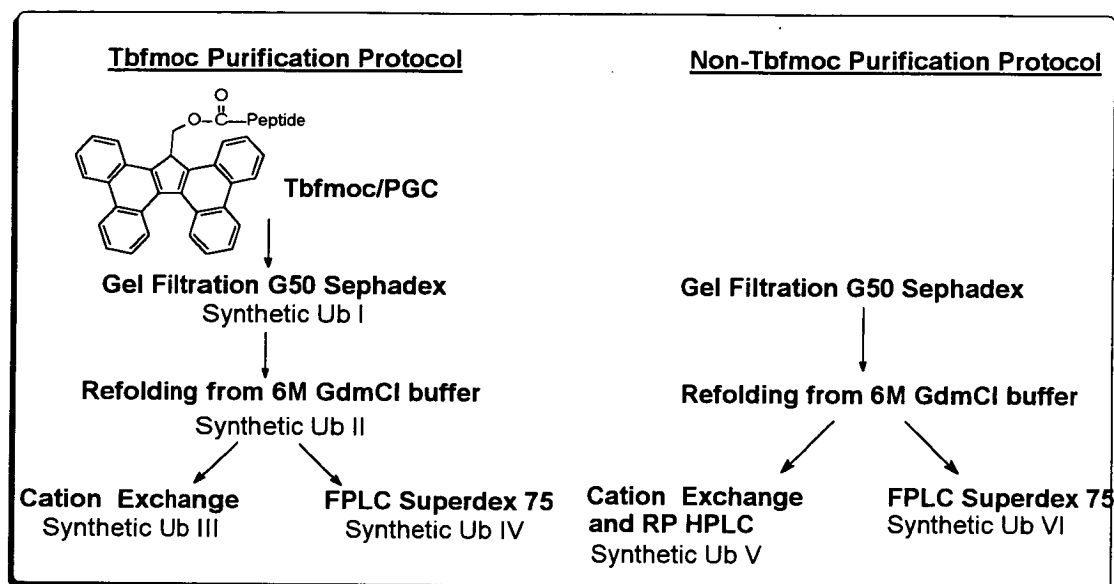 Tbfmoc Purification Protocol
O
O–C–Peptide
Tbfmoc/PGC
Gel Filtration G50 Sephadex
Synthetic Ub I
Refolding from 6M GdmCl buffer
Synthetic Ub II
Cation Exchange
Synthetic Ub III
FPLC Superdex 75
Synthetic Ub IV
Non-Tbfmoc Purification Protocol
Gel Filtration G50 Sephadex
Refolding from 6M GdmCl buffer
Cation Exchange
and RP HPLC
Synthetic Ub V
FPLC Superdex 75
Synthetic Ub VI